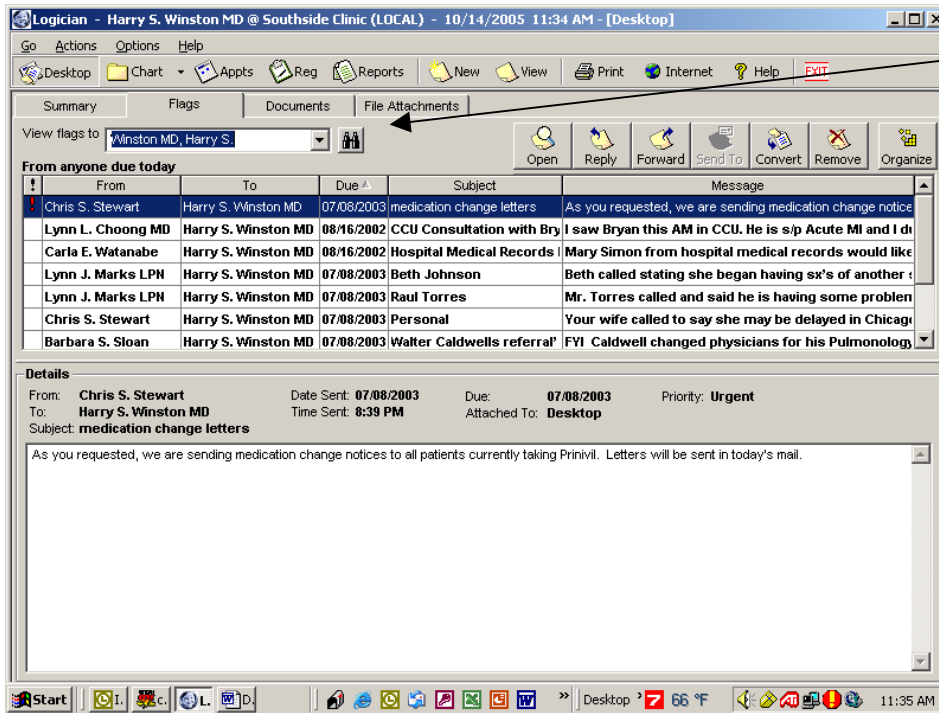 Logician - Harry S. Winston MD @ Southside Clinic (LOCAL) - 10/14/2005 11:34 AM - [Desktop]
Go Actions Options Help
Desktop Chart Appts Reg Reports New View Print Internet Help EXIT
Summary Flags Documents File Attachments
View flags to Winston MD, Harry S.
Open Reply Forward Send To Convert Remove Organize
From anyone due today
! From To Due Subject Message
! Chris S. Stewart Harry S. Winston MD 07/08/2003 medication change letters As you requested, we are sending medication change notice
Lynn L. Choong MD Harry S. Winston MD 08/16/2002 CCU Consultation with Bry I saw Bryan this AM in CCU. He is s/p Acute MI and I du
Carla E. Watanabe Harry S. Winston MD 08/16/2002 Hospital Medical Records Mary Simon from hospital medical records would like
Lynn J. Marks LPN Harry S. Winston MD 07/08/2003 Beth Johnson Beth called stating she began having sx's of another
Lynn J. Marks LPN Harry S. Winston MD 07/08/2003 Raul Torres Mr. Torres called and said he is having some problem
Chris S. Stewart Harry S. Winston MD 07/08/2003 Personal Your wife called to say she may be delayed in Chicago
Barbara S. Sloan Harry S. Winston MD 07/08/2003 Walter Caldwells referral' FYI Caldwell changed physicians for his Pulmonology
Details
From: Chris S. Stewart Date Sent: 07/08/2003 Due: 07/08/2003 Priority: Urgent
To: Harry S. Winston MD Time Sent: 8:39 PM Attached To: Desktop
Subject: medication change letters
As you requested, we are sending medication change notices to all patients currently taking Prinivil. Letters will be sent in today's mail.
Start I. c. L. D. » Desktop 7 66 °F 11:35 AM